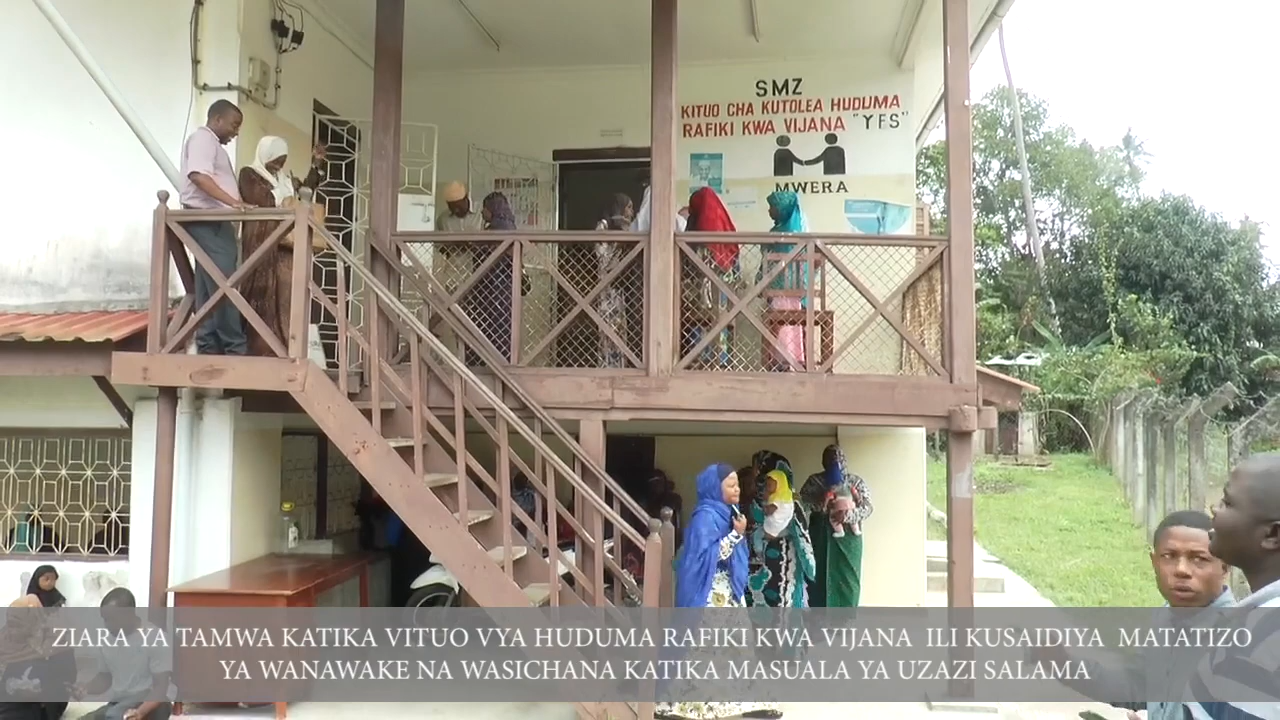 SMZ
KITUO CHA KUTOLEA HUDUMA
RAFIKI KWA VIJANA "YFS"
MWERA
ZIARA YA TAMWA KATIKA VITUO VYA HUDUMA RAFIKI KWA VIJANA ILI KUSAIDIYA MATATIZO
YA WANAWAKE NA WASICHANA KATIKA MASUALA YA UZAZI SALAMA